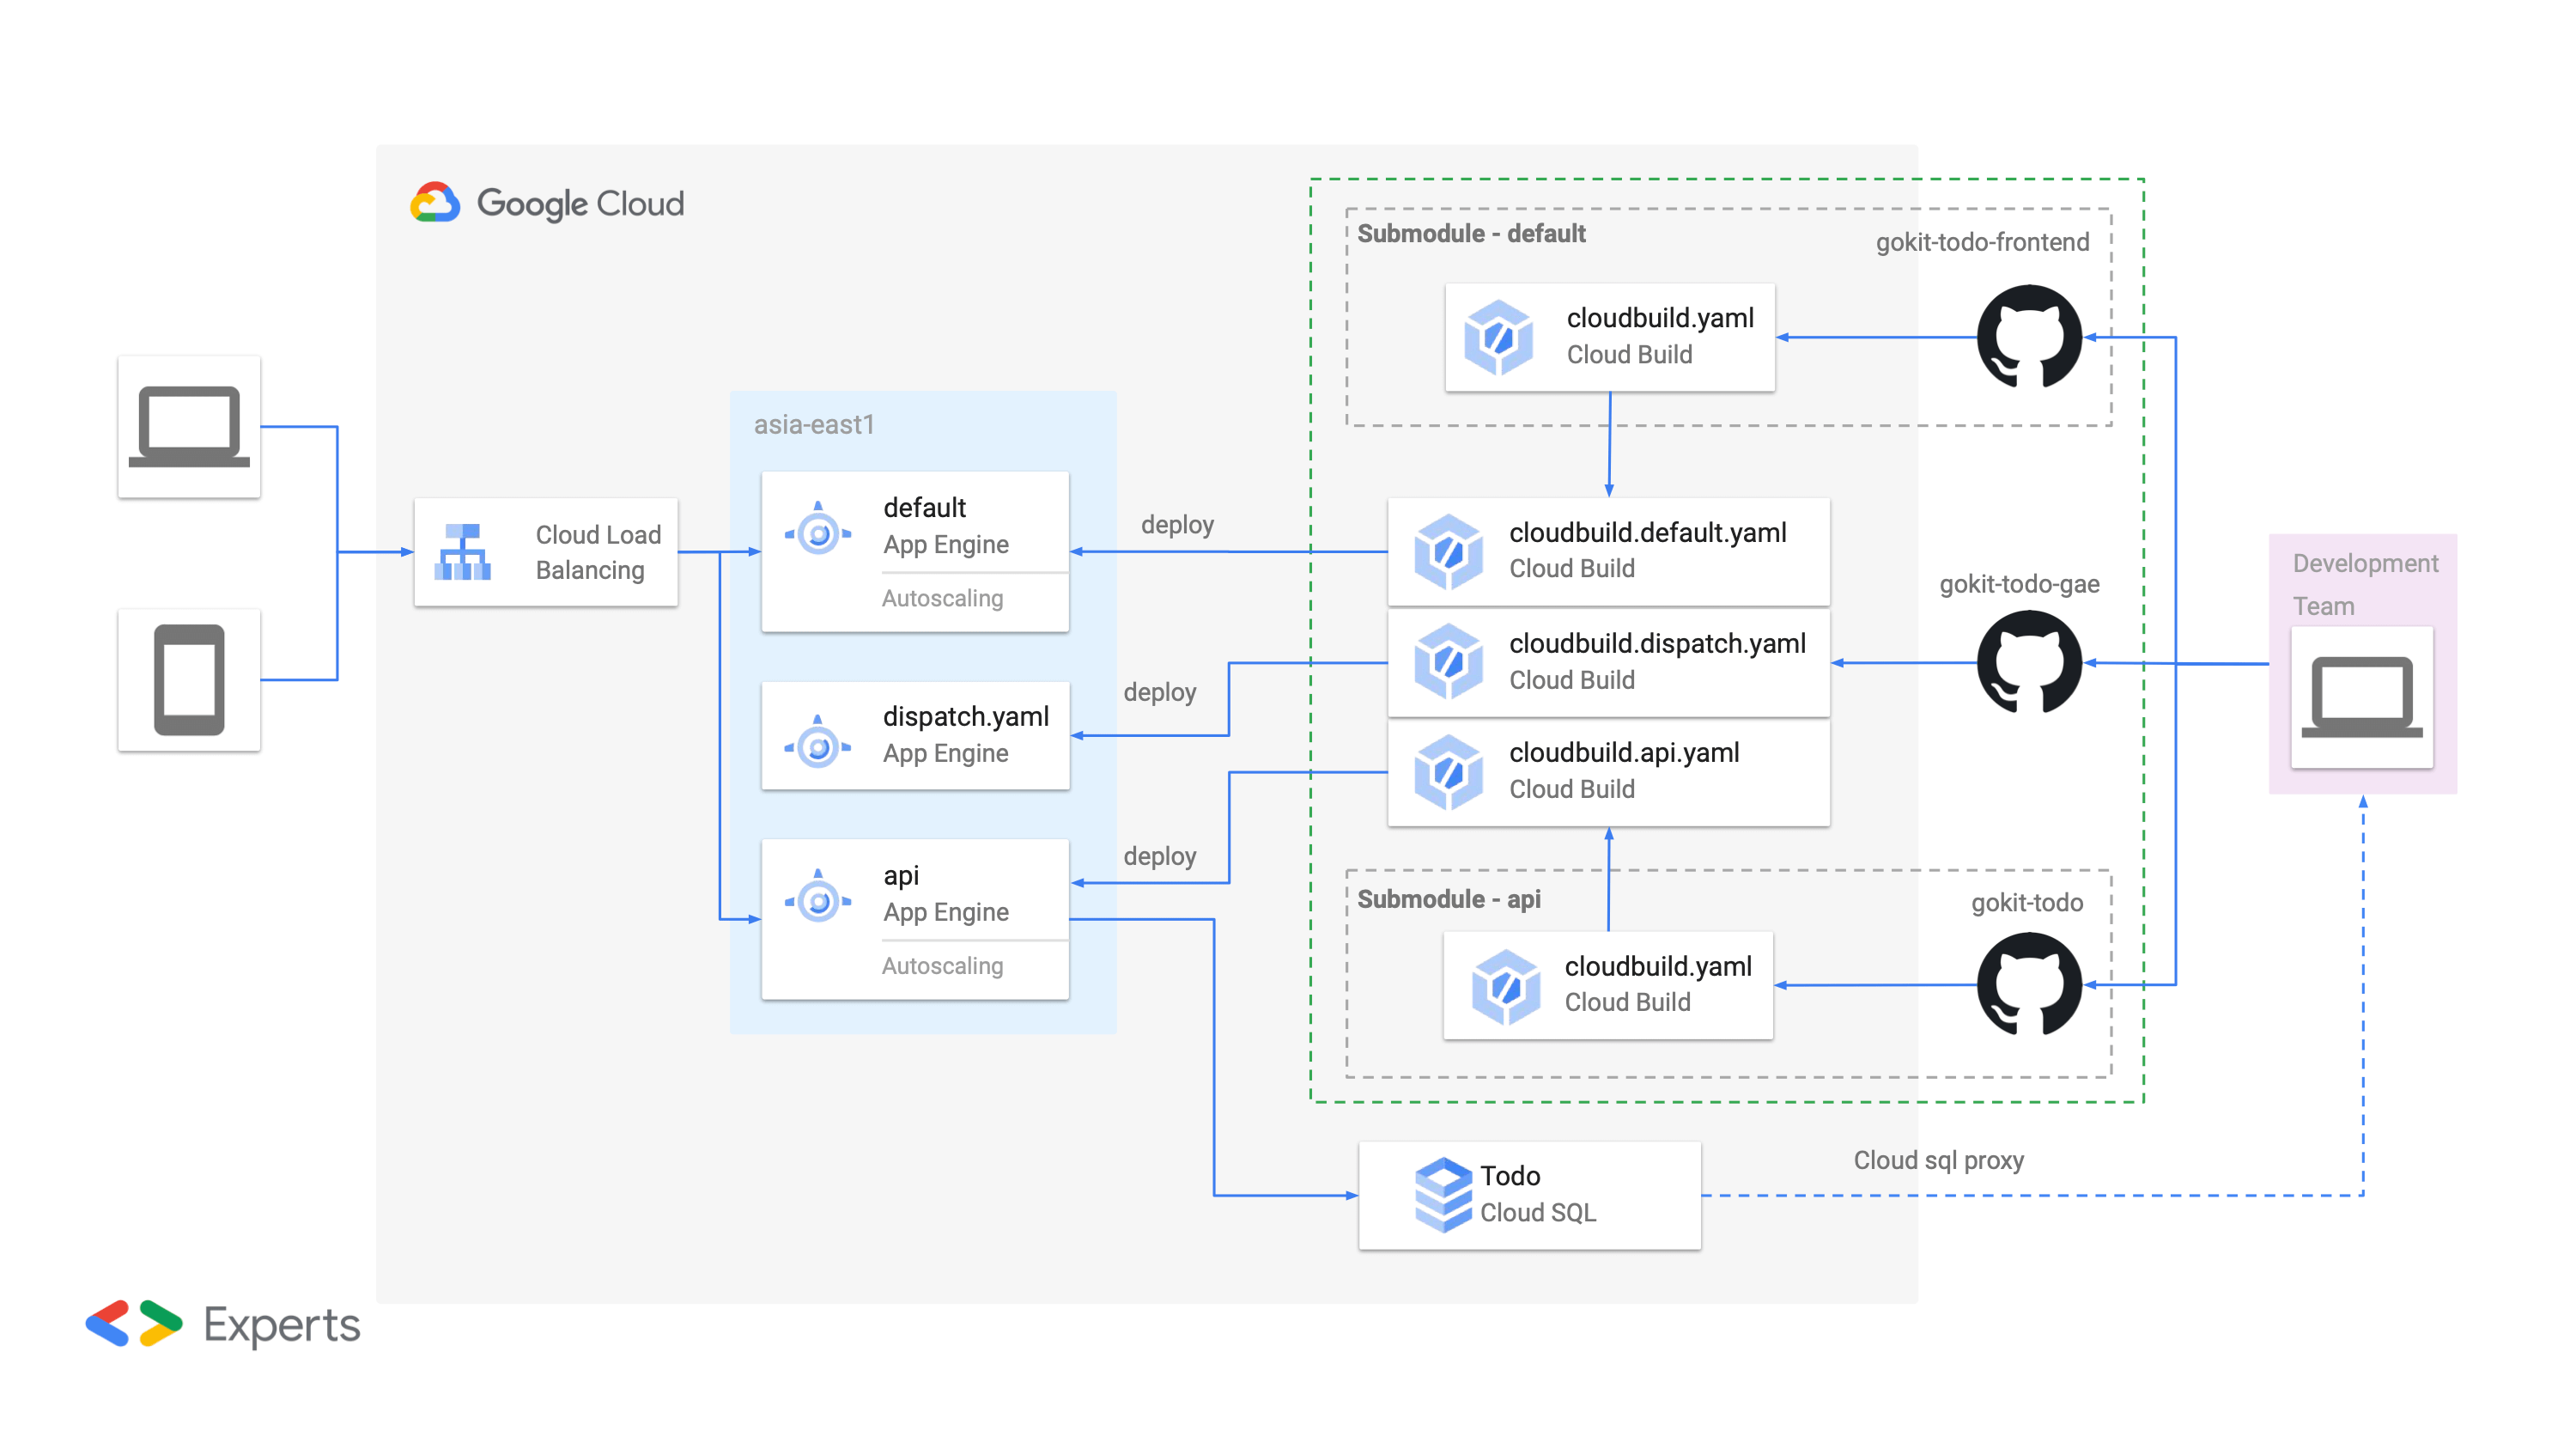 Google Cloud
Submodule - default
gokit-todo-frontend
cloudbuild.yaml
Cloud Build
asia-east1
default
App Engine
Autoscaling
Cloud Load
Balancing
deploy
cloudbuild.default.yaml
Cloud Build
gokit-todo-gae
Development
Team
dispatch.yaml
App Engine
deploy
cloudbuild.dispatch.yaml
Cloud Build
cloudbuild.api.yaml
Cloud Build
api
App Engine
Autoscaling
deploy
Submodule - api
gokit-todo
cloudbuild.yaml
Cloud Build
Todo
Cloud SQL
Cloud sql proxy
Experts